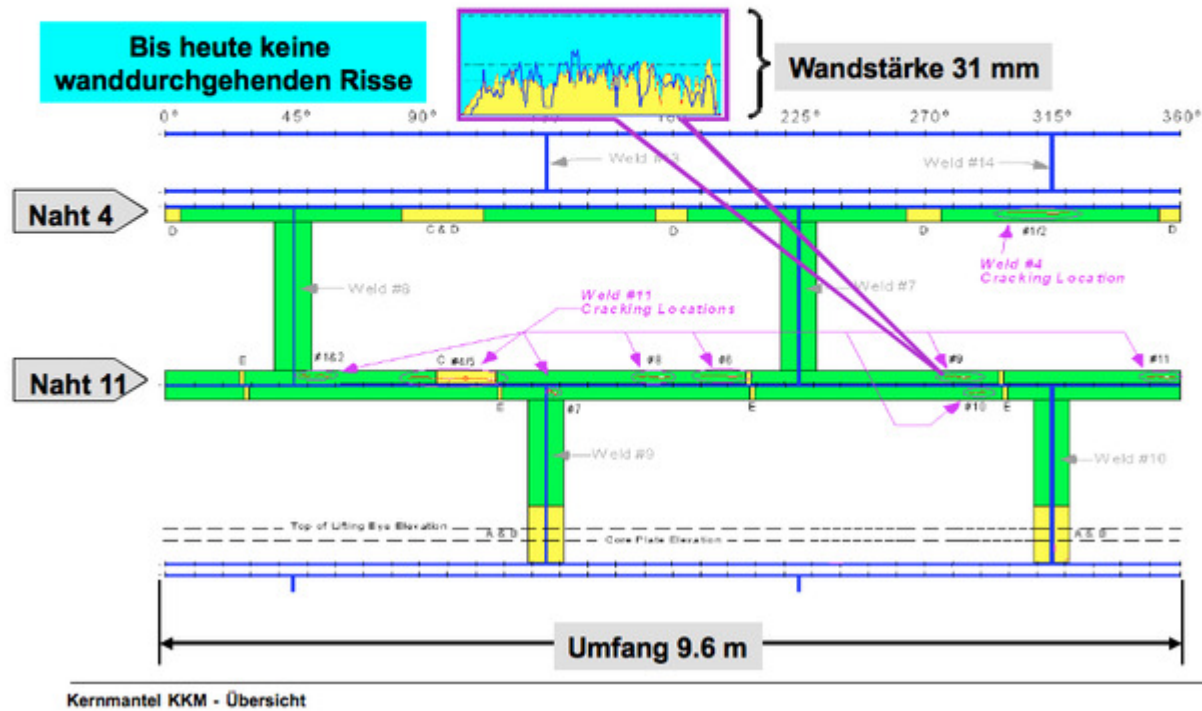 Bis heute keine
wanddurchgehenden Risse
Wandstärke 31 mm
0° 45° 90° 225° 270° 315° 360°
Weld #13
Weld #14
Naht 4
D C & D D D D
#1/2
Weld #4
Cracking Location
Weld #8
Weld #7
Weld #11
Cracking Locations
Naht 11
E #1&2 C #4/5 #8 #6 #9 #11
E #7 E #10 E
Weld #9
Weld #10
Top of Lifting Eye Elevation
A & D A & D
Core Plate Elevation
Umfang 9.6 m
Kernmantel KKM - Übersicht